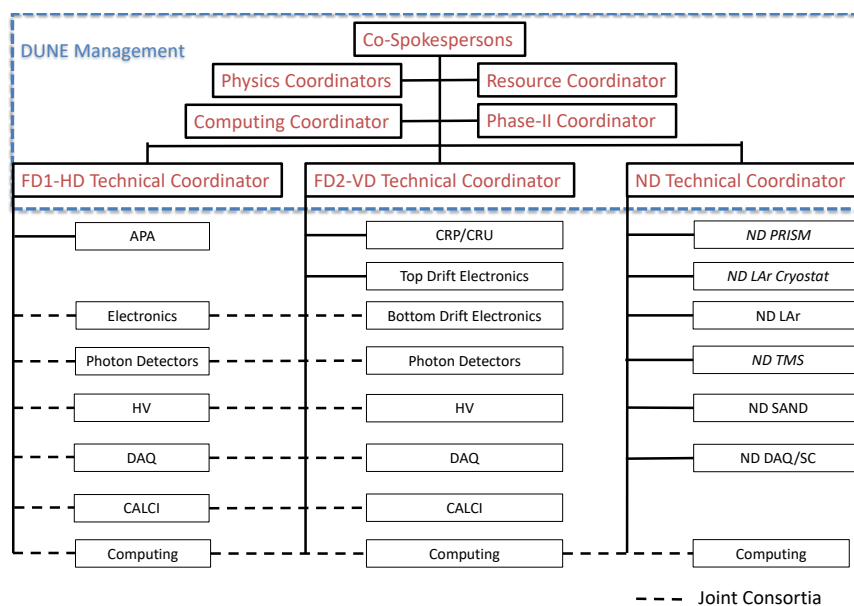 Co-Spokespersons
DUNE Management
Physics Coordinators
Resource Coordinator
Computing Coordinator
Phase-II Coordinator
FD1-HD Technical Coordinator
FD2-VD Technical Coordinator
ND Technical Coordinator
APA
CRP/CRU
ND PRISM
Top Drift Electronics
ND LAr Cryostat
Electronics
Bottom Drift Electronics
ND LAr
Photon Detectors
Photon Detectors
ND TMS
HV
HV
ND SAND
DAQ
DAQ
ND DAQ/SC
CALCI
CALCI
Computing
Computing
Computing
Joint Consortia